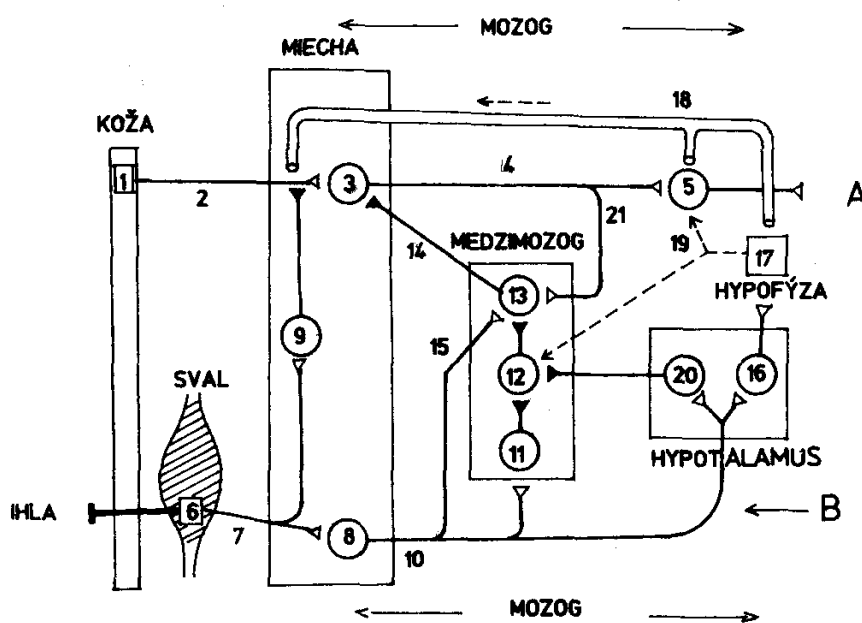 MOZOG
MIECHA
18
KOŽA
1
2
3
4
5
A
21
14
19
17
MEDZIMOZOG
13
HYPOFÝZA
9
15
SVAL
12
20
16
11
HYPOTALAMUS
IHLA
6
7
8
10
B
MOZOG